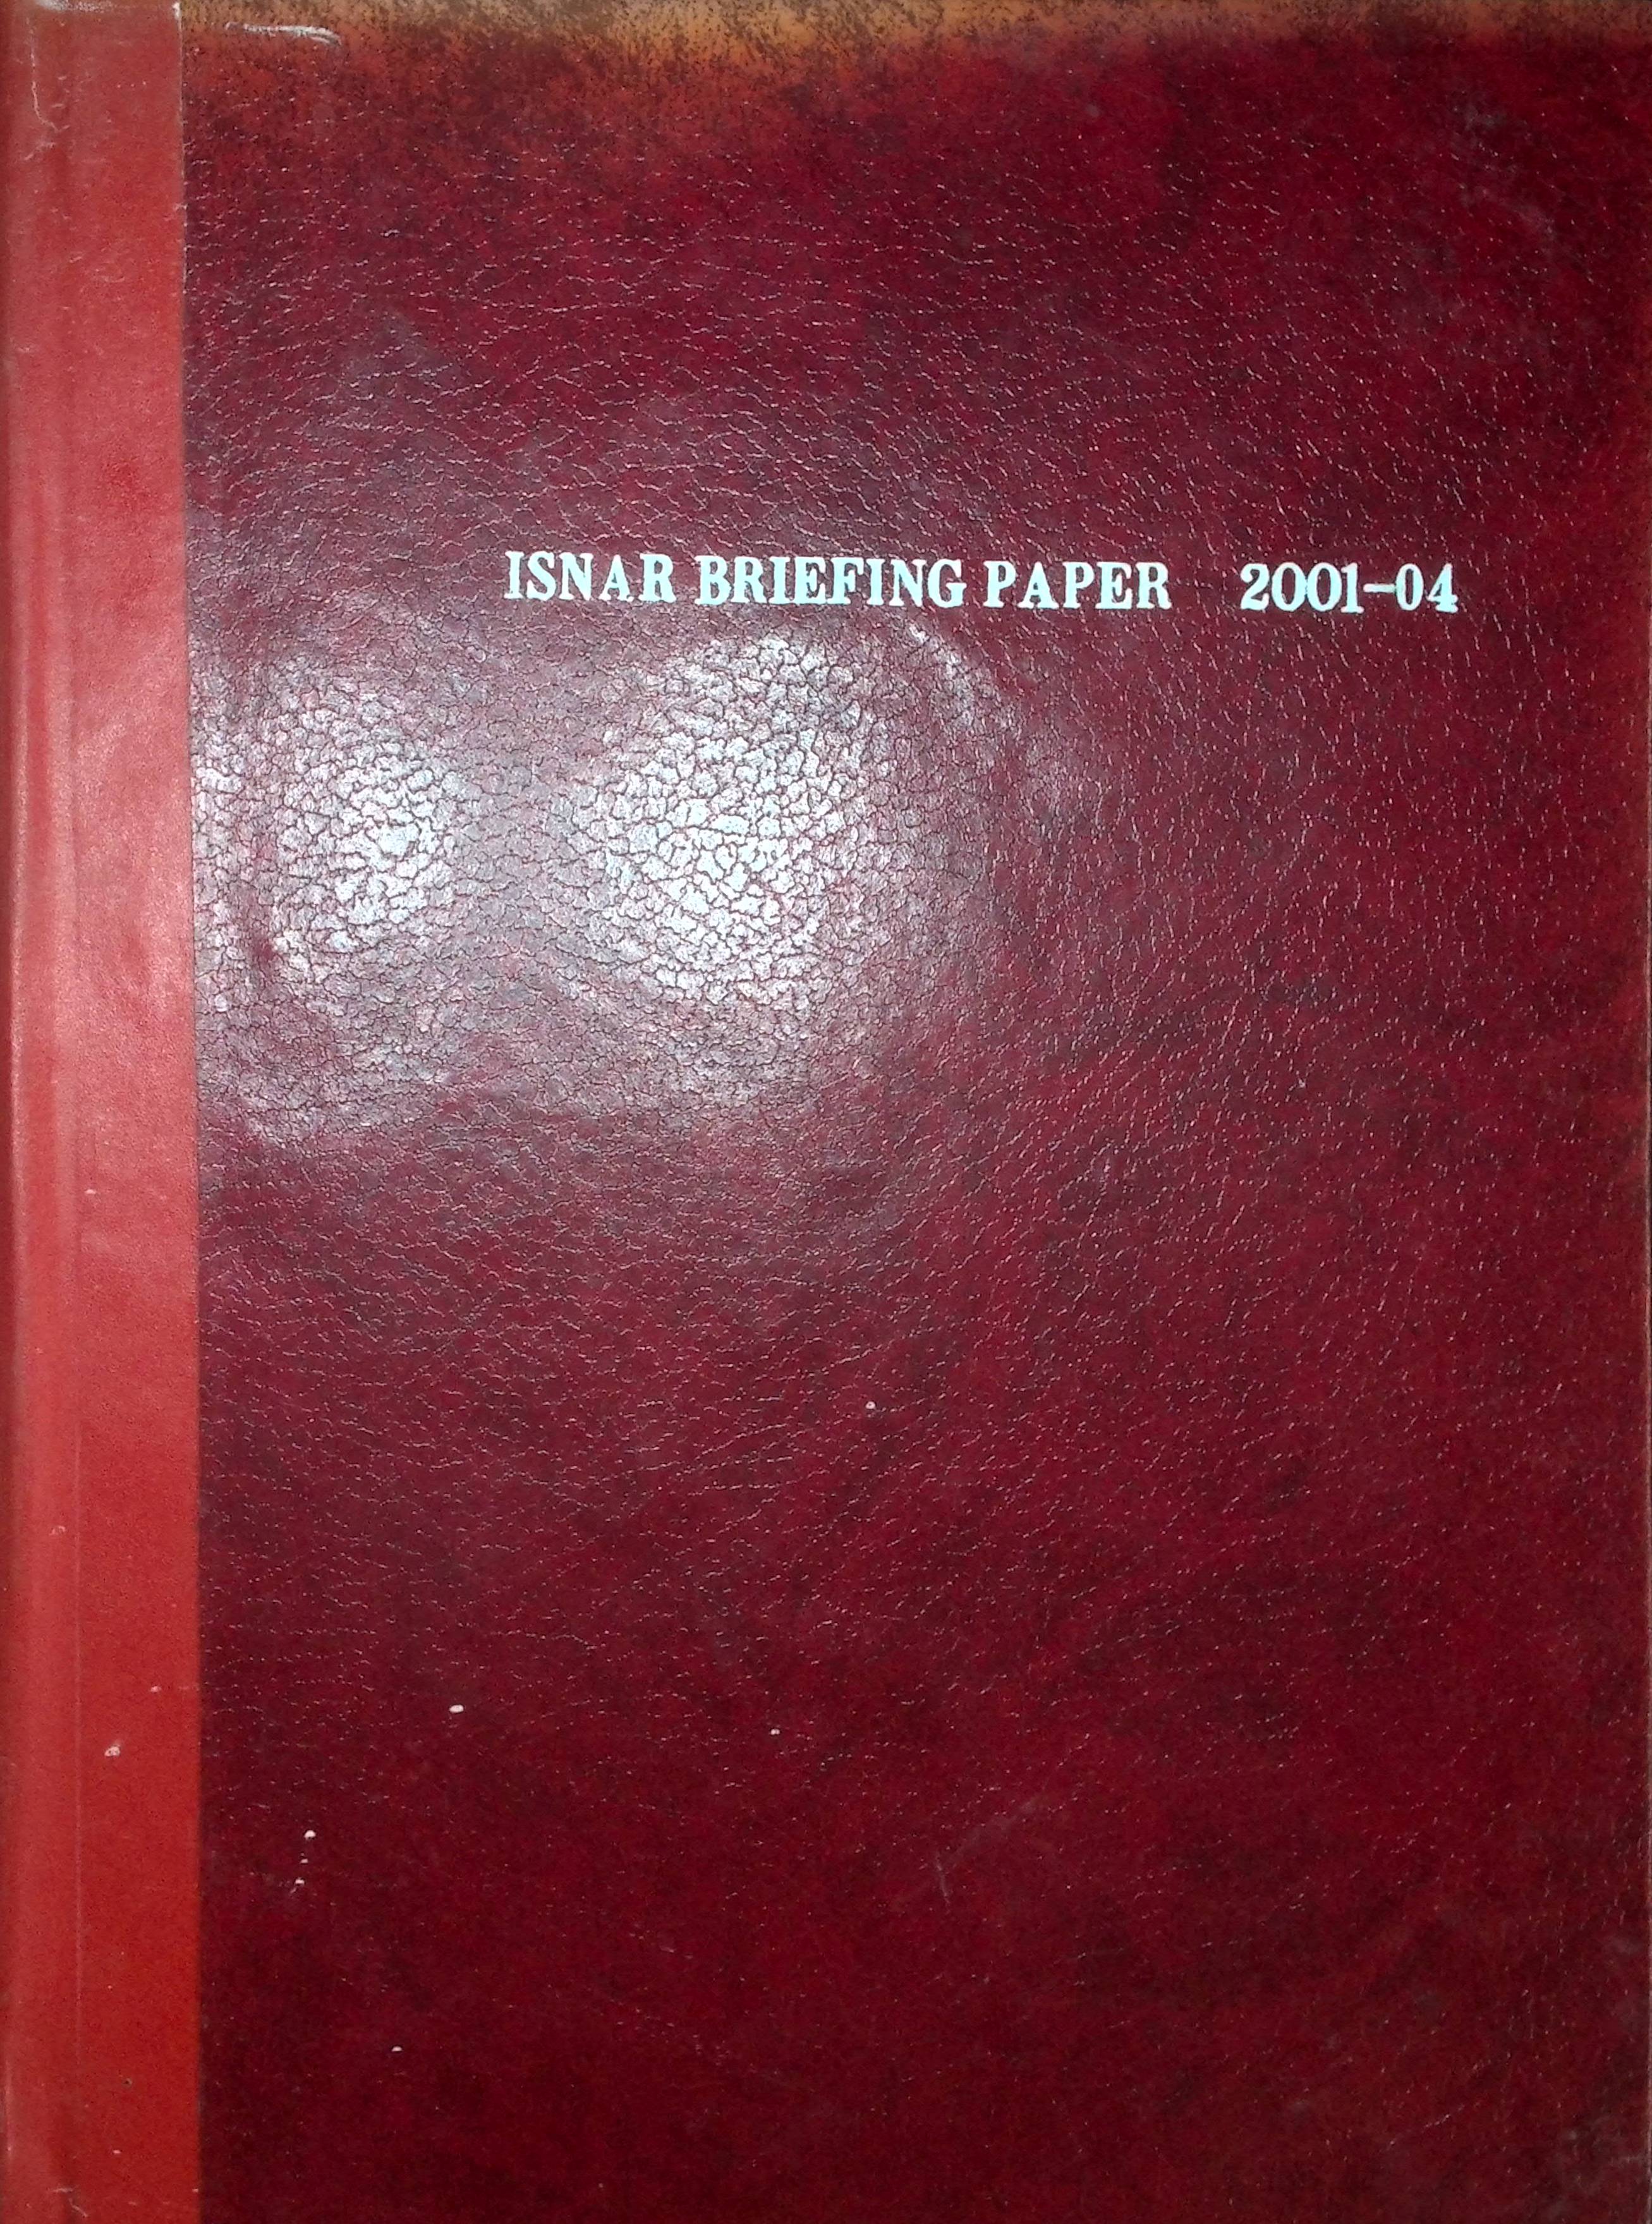 ISNAR BRIEFING PAPER 2001-04